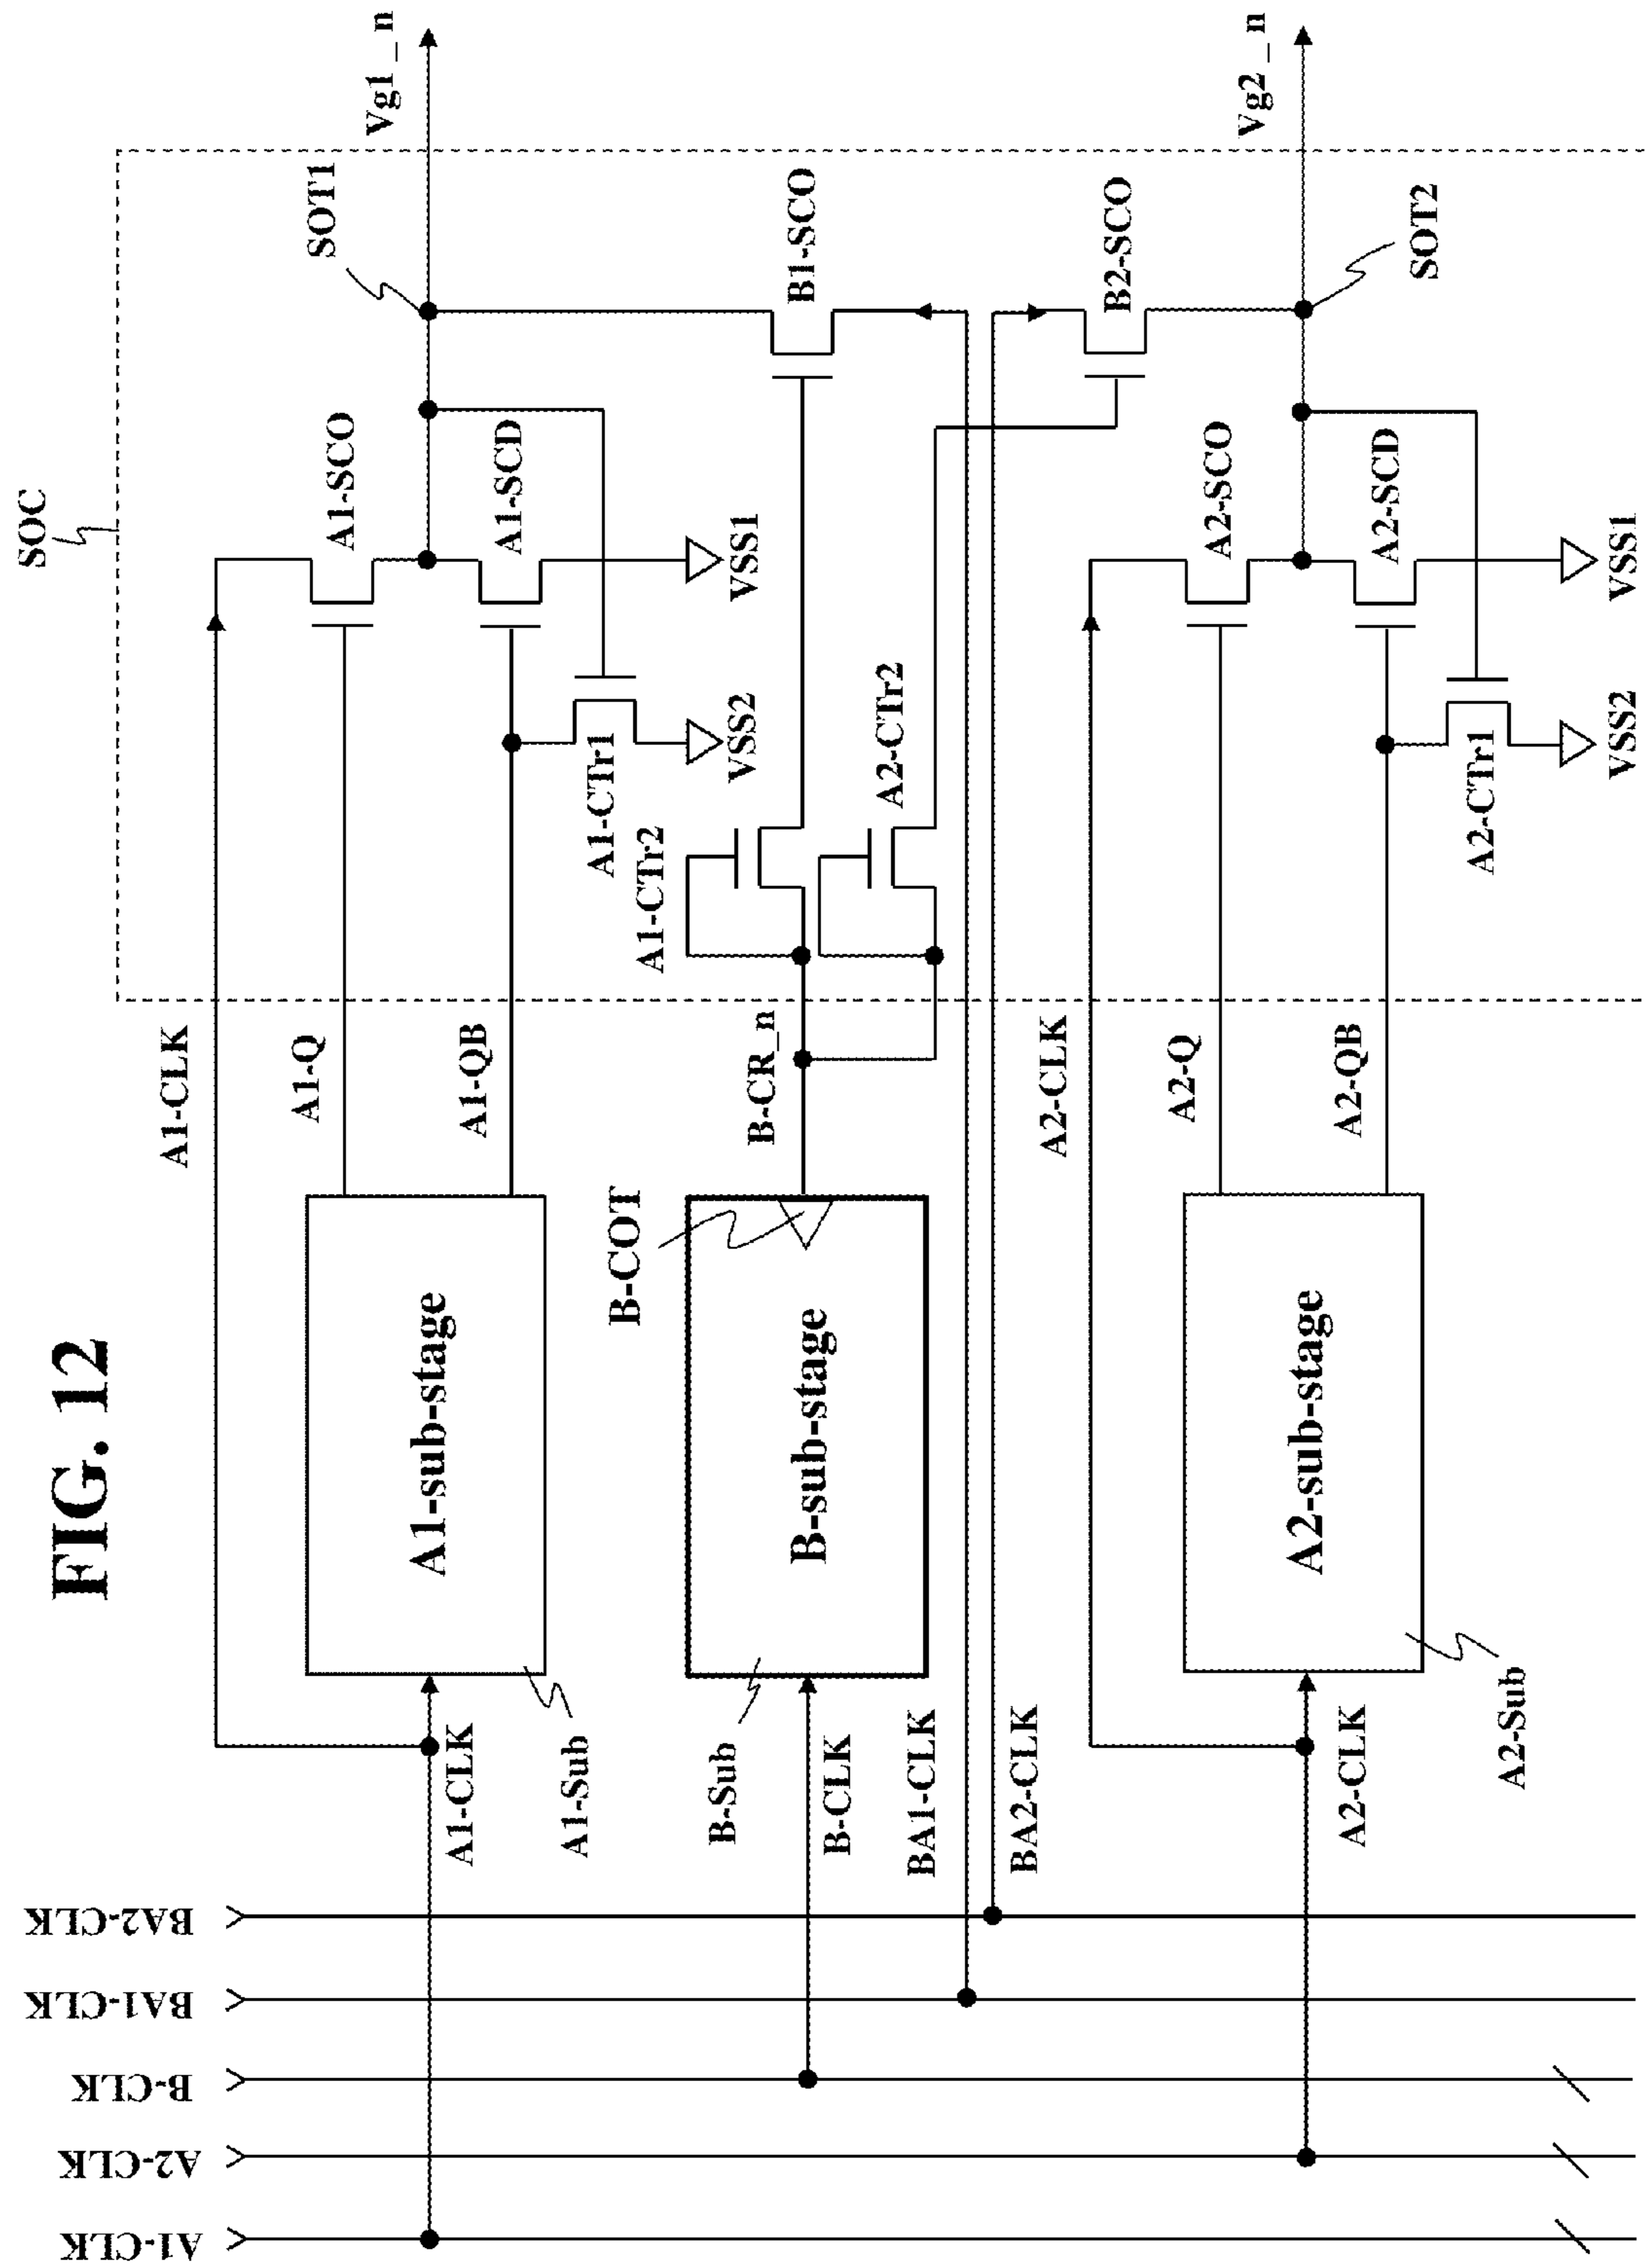 FIG. 12
SOC
A1-CLK
A2-CLK
B-CLK
BA1-CLK
BA2-CLK
A1-CLK
A1-Sub
A1-sub-stage
A1-CLK
A1-Q
A1-QB
A1-SCO
A1-SCD
A1-CTr1
VSS2
VSS1
SOT1
Vg1_n
B-Sub
B-CLK
BA1-CLK
BA2-CLK
B-sub-stage
B-COT
B-CR_n
A1-CTr2
A2-CTr2
B1-SCO
B2-SCO
A2-CLK
A2-Sub
A2-sub-stage
A2-CLK
A2-Q
A2-QB
A2-SCO
A2-SCD
A2-CTr1
VSS2
VSS1
SOT2
Vg2_n